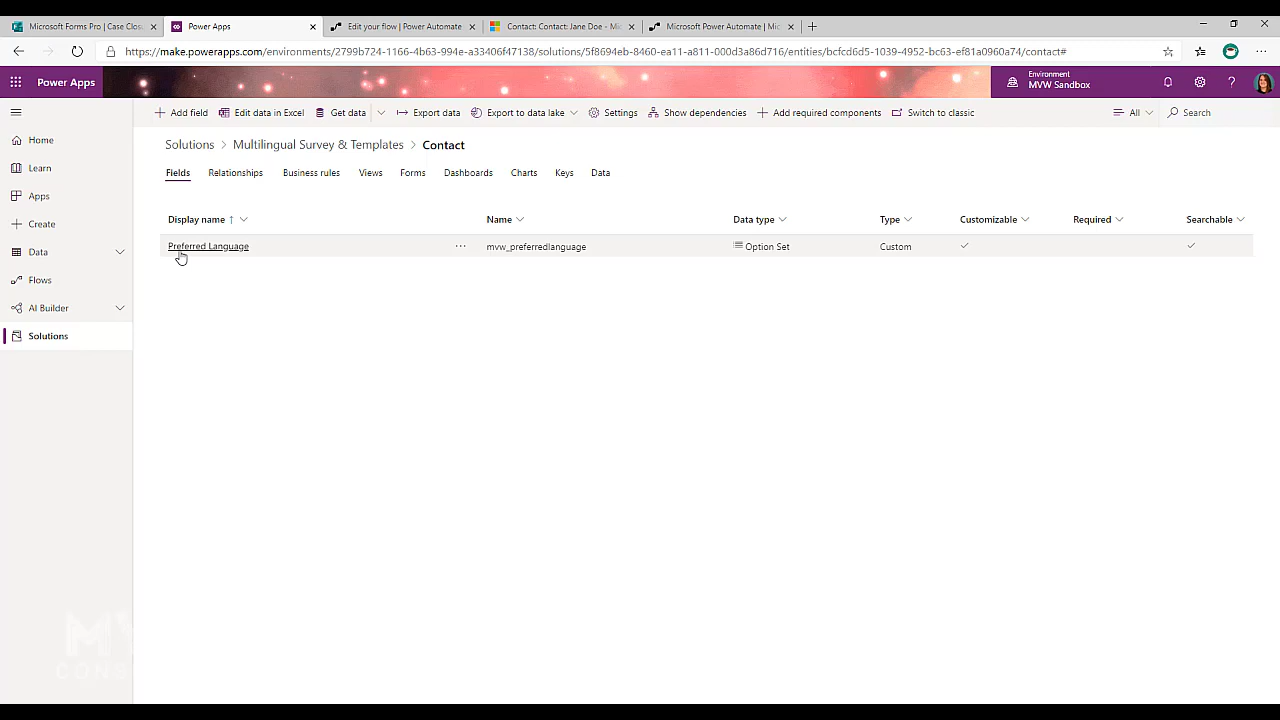 Microsoft Forms Pro | Case Clos
Power Apps
Edit your flow | Power Automate
Contact: Contact: Jane Doe - Mic
Microsoft Power Automate | Mic
https://make.powerapps.com/environments/2799b724-1166-4b63-994e-a33406f47138/solutions/5f8694eb-8460-ea11-a811-000d3a86d716/entities/bcfcd6d5-1039-4952-bc63-ef81a0960a74/contact#
Power Apps
Environment
MVW Sandbox
Add field
Edit data in Excel
Get data
Export data
Export to data lake
Settings
Show dependencies
Add required components
Switch to classic
All
Search
Home
Learn
Apps
Create
Data
Flows
AI Builder
Solutions
Solutions > Multilingual Survey & Templates > Contact
Fields Relationships Business rules Views Forms Dashboards Charts Keys Data
Display name Name Data type Type Customizable Required Searchable
Preferred Language ... mvw_preferredlanguage Option Set Custom